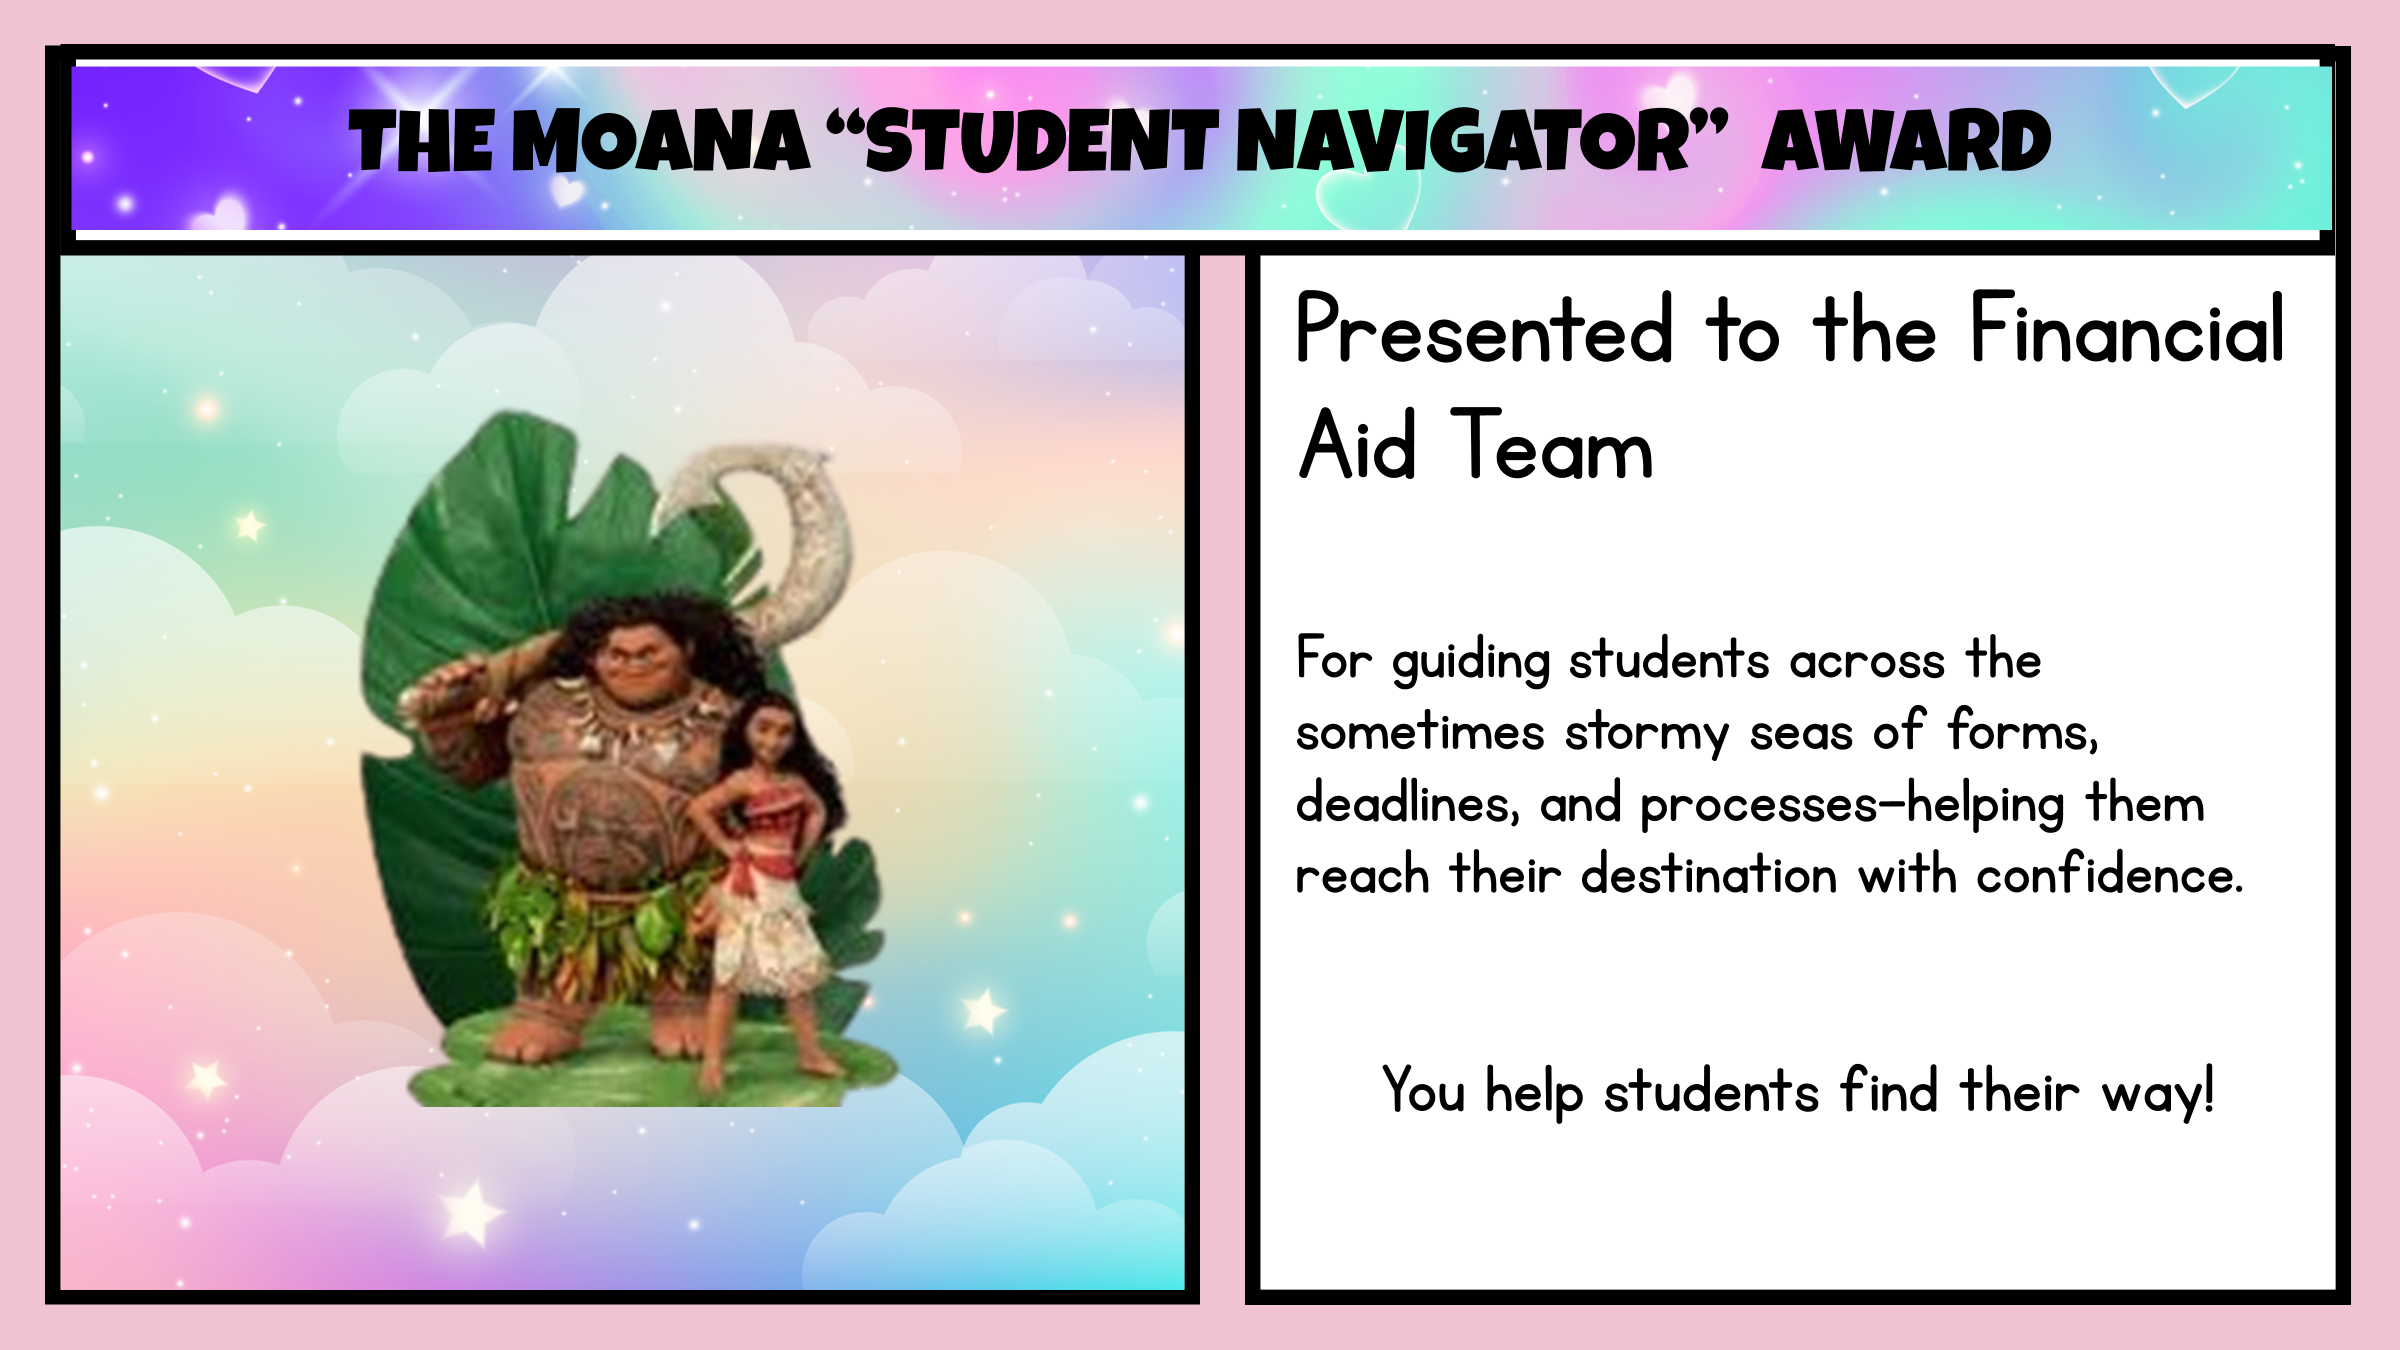 THE MOANA “STUDENT NAVIGATOR” AWARD
Presented to the Financial
Aid Team
For guiding students across the
sometimes stormy seas of forms,
deadlines, and processes–helping them
reach their destination with confidence.
You help students find their way!